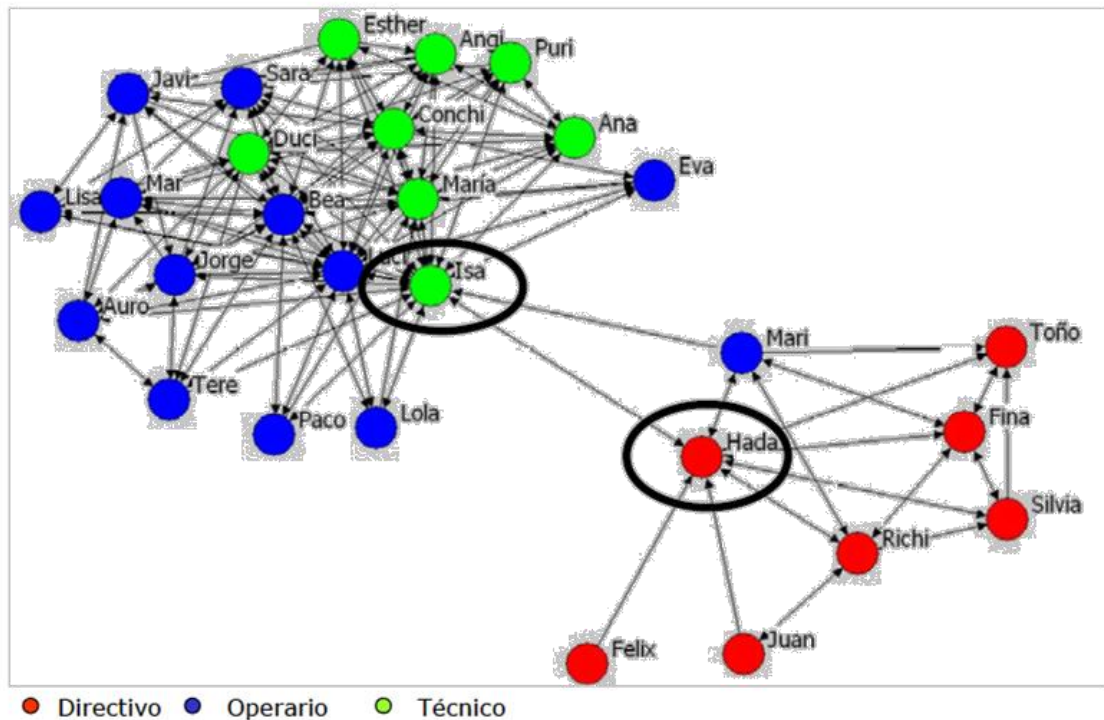 Esther
Angi
Puri
Javi
Sara
Conchi
Ana
Duci
Eva
Lisa
Mar
Bea
María
Jorge
Isa
Auro
Mari
Toño
Tere
Paco
Lola
Fina
Hada
Silvia
Richi
Felix
Juan
Directivo
Operario
Técnico